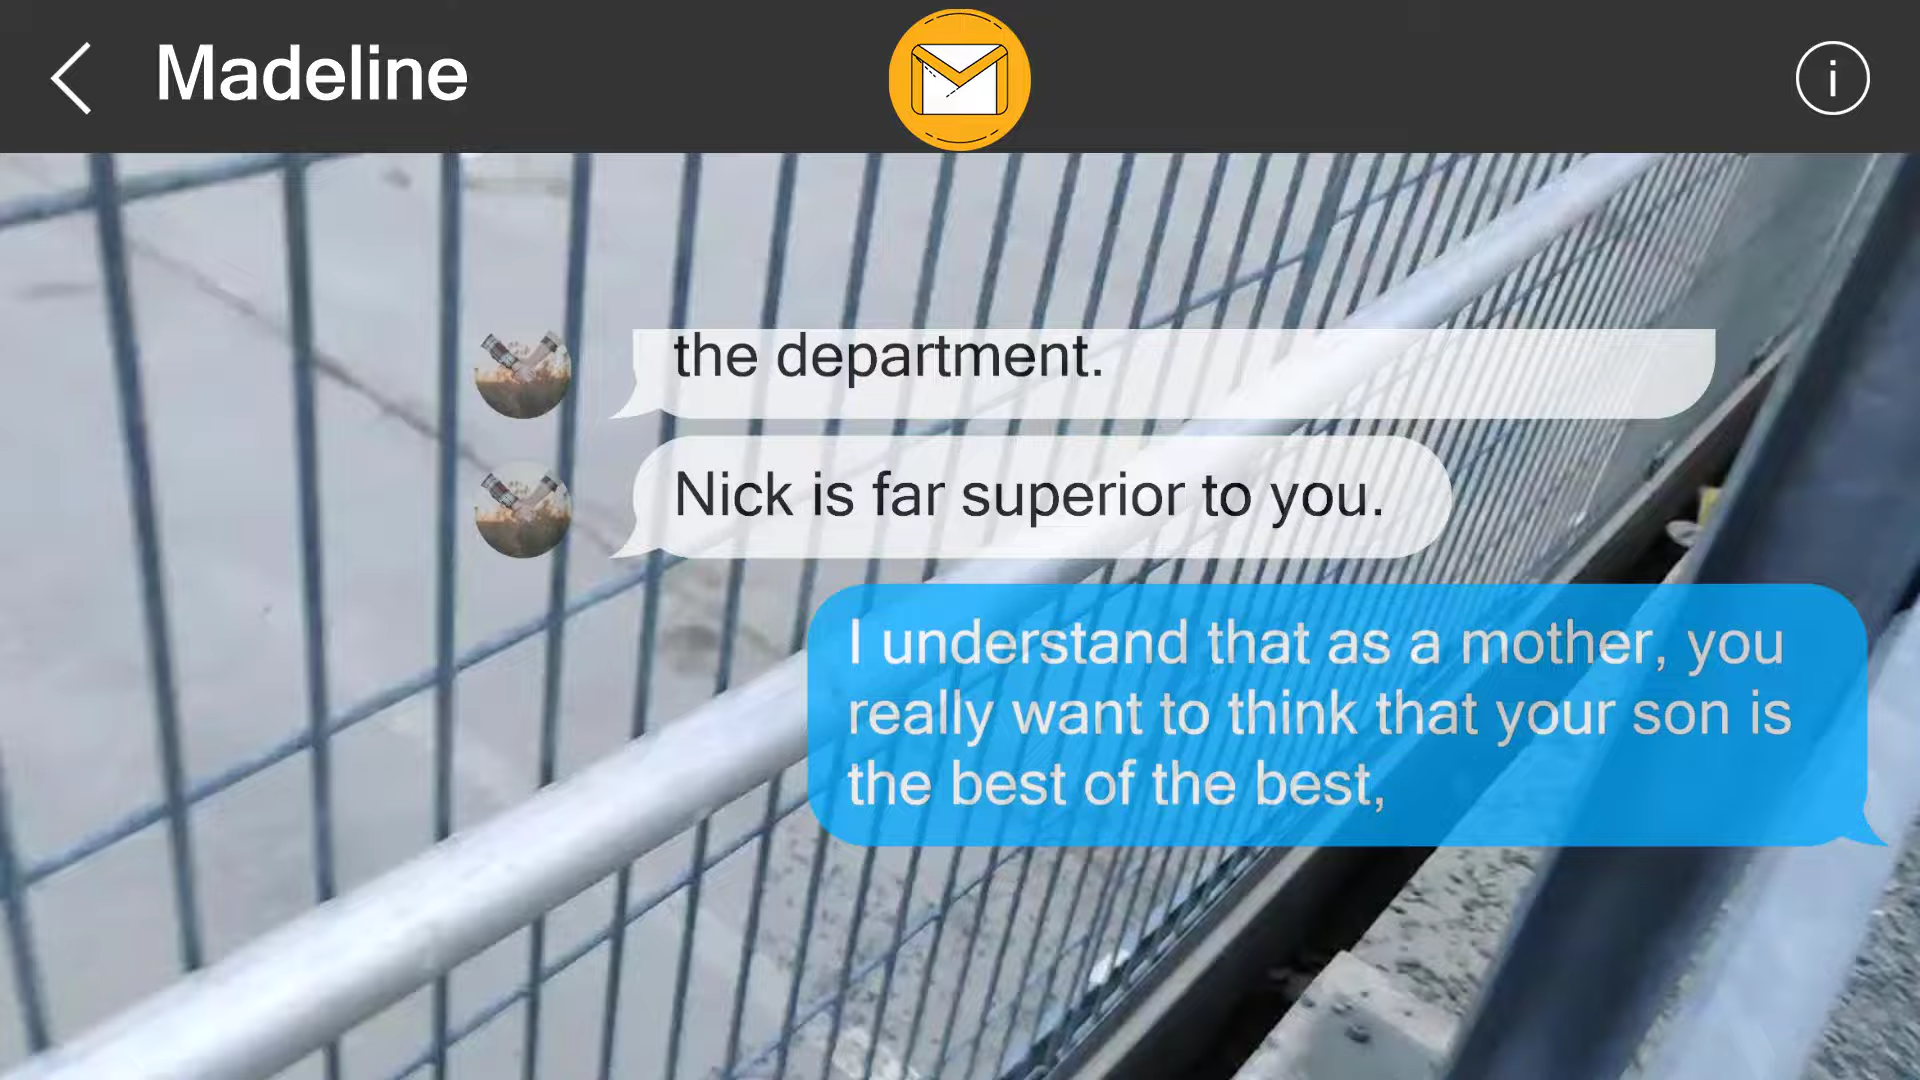 Madeline
the department.
Nick is far superior to you.
I understand that as a mother, you
really want to think that your son is
the best of the best,